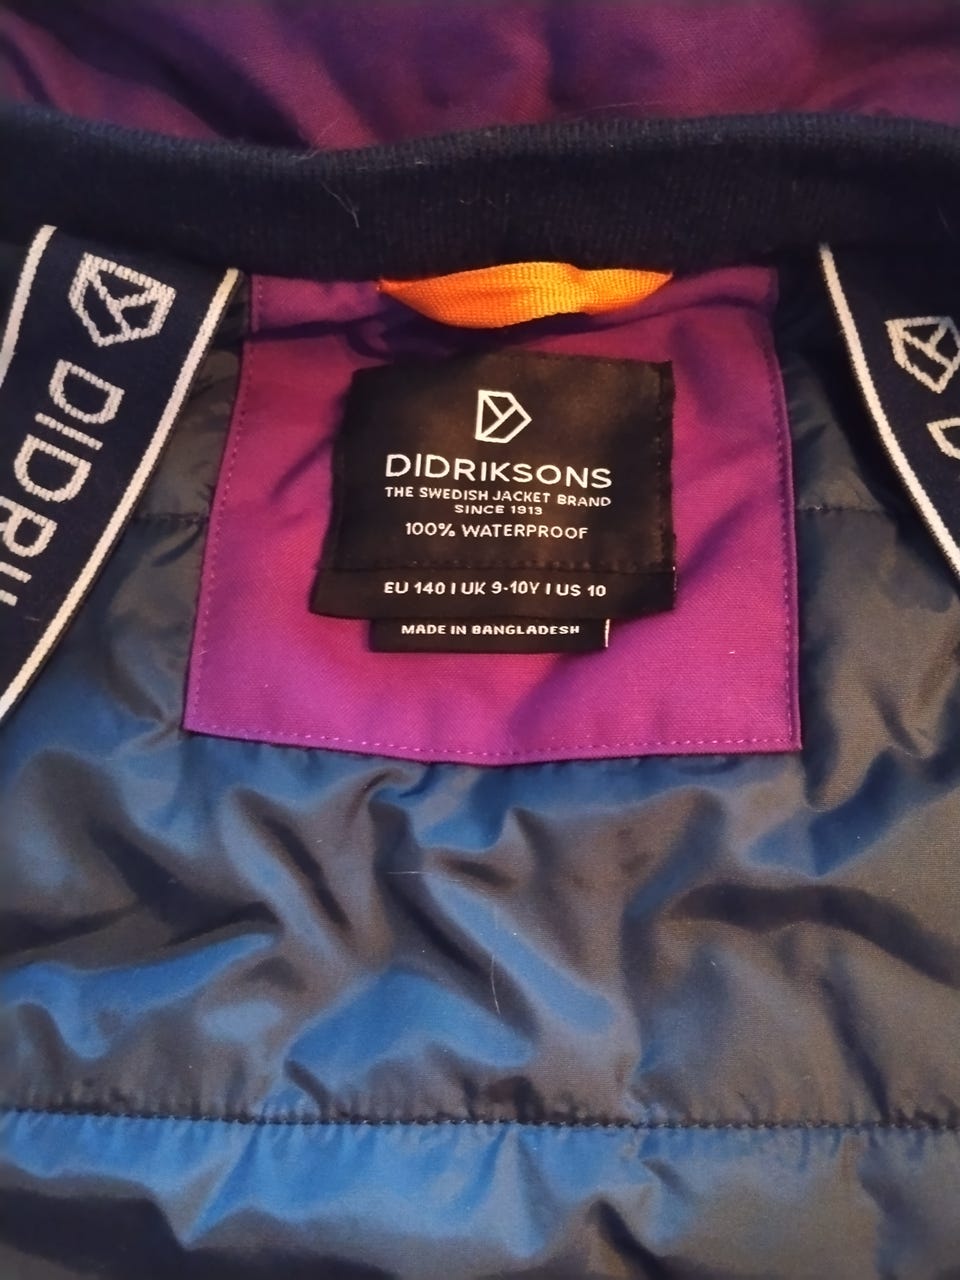 DIDRIKSONS
THE SWEDISH JACKET BRAND
SINCE 1913
100% WATERPROOF
EU 140 I UK 9-10Y I US 10
MADE IN BANGLADESH